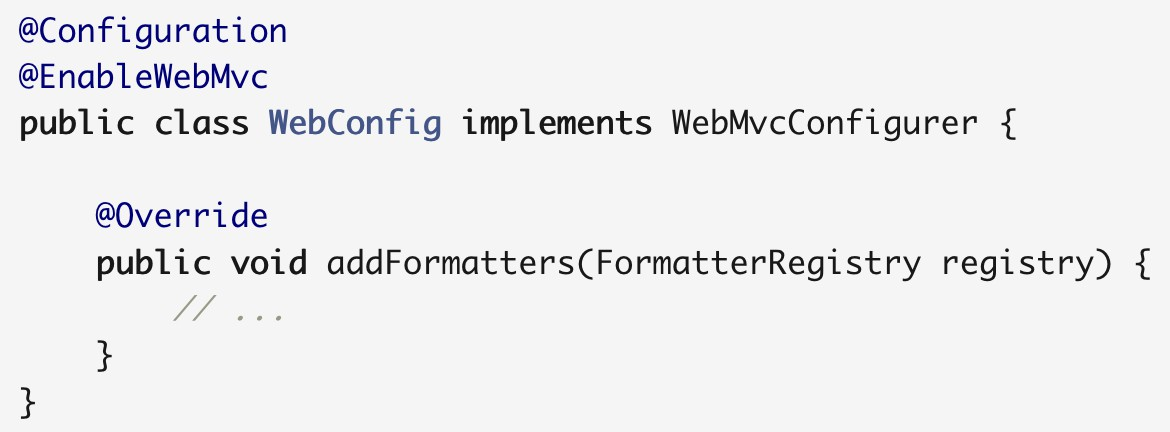 @Configuration
@EnableWebMvc
public class WebConfig implements WebMvcConfigurer {
    @Override
    public void addFormatters(FormatterRegistry registry) {
        // ...
    }
}